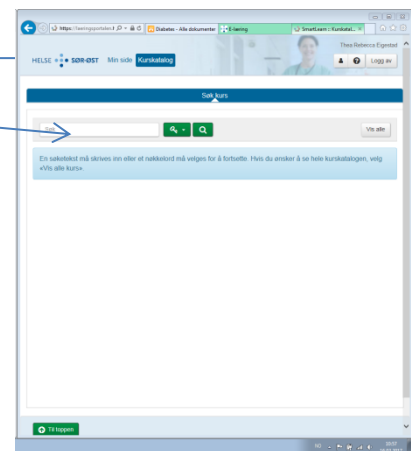 https://laeringsportalen.l
Diabetes - Alle dokumenter
E-læring
SmartLearn :: Kurskatal...
Thea Rebecca Egestad
HELSE SØR-ØST Min side Kurskatalog
Logg av
Søk kurs
Søk
Vis alle
En søketekst må skrives inn eller et nøkkelord må velges for å fortsette. Hvis du ønsker å se hele kurskatalogen, velg
«Vis alle kurs».
Til toppen
NO